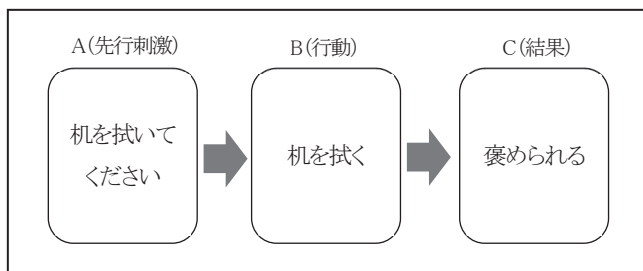 A(先行刺激)
B(行動)
C(結果)
机を拭いて
ください
机を拭く
褒められる